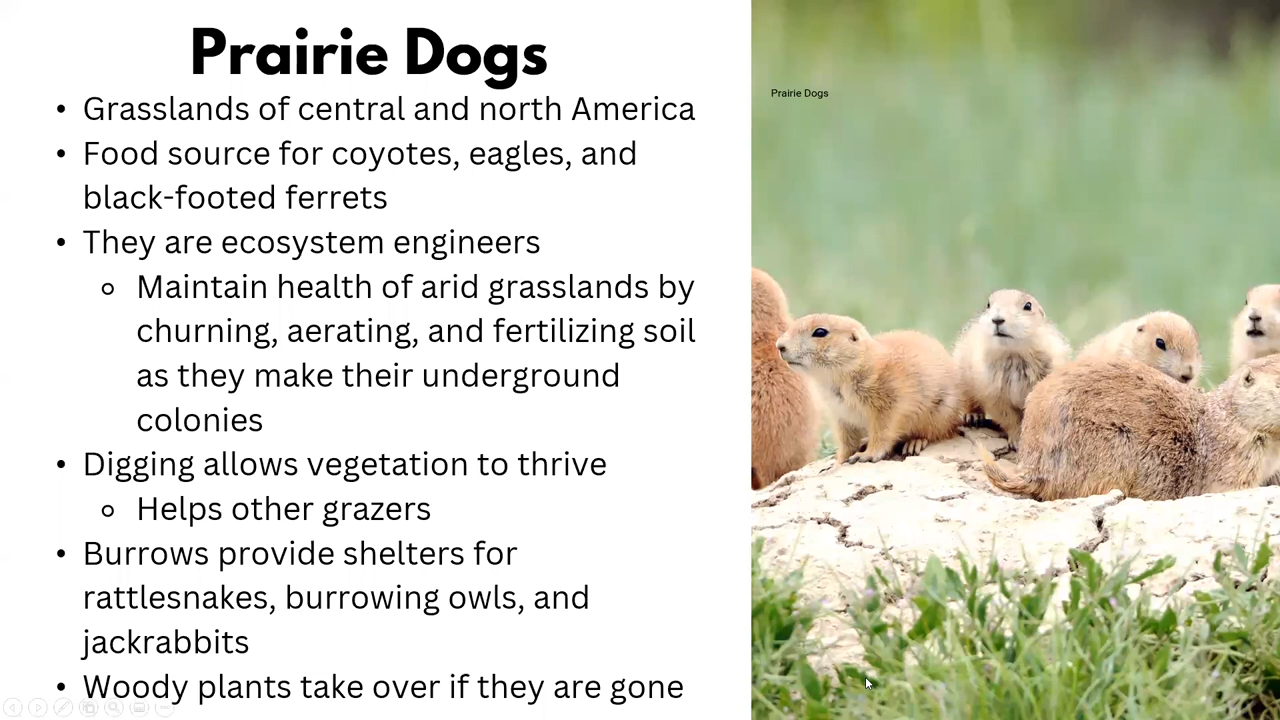 Prairie Dogs
• Grasslands of central and north America
• Food source for coyotes, eagles, and
black-footed ferrets
• They are ecosystem engineers
◦ Maintain health of arid grasslands by
churning, aerating, and fertilizing soil
as they make their underground
colonies
• Digging allows vegetation to thrive
◦ Helps other grazers
• Burrows provide shelters for
rattlesnakes, burrowing owls, and
jackrabbits
• Woody plants take over if they are gone
Prairie Dogs